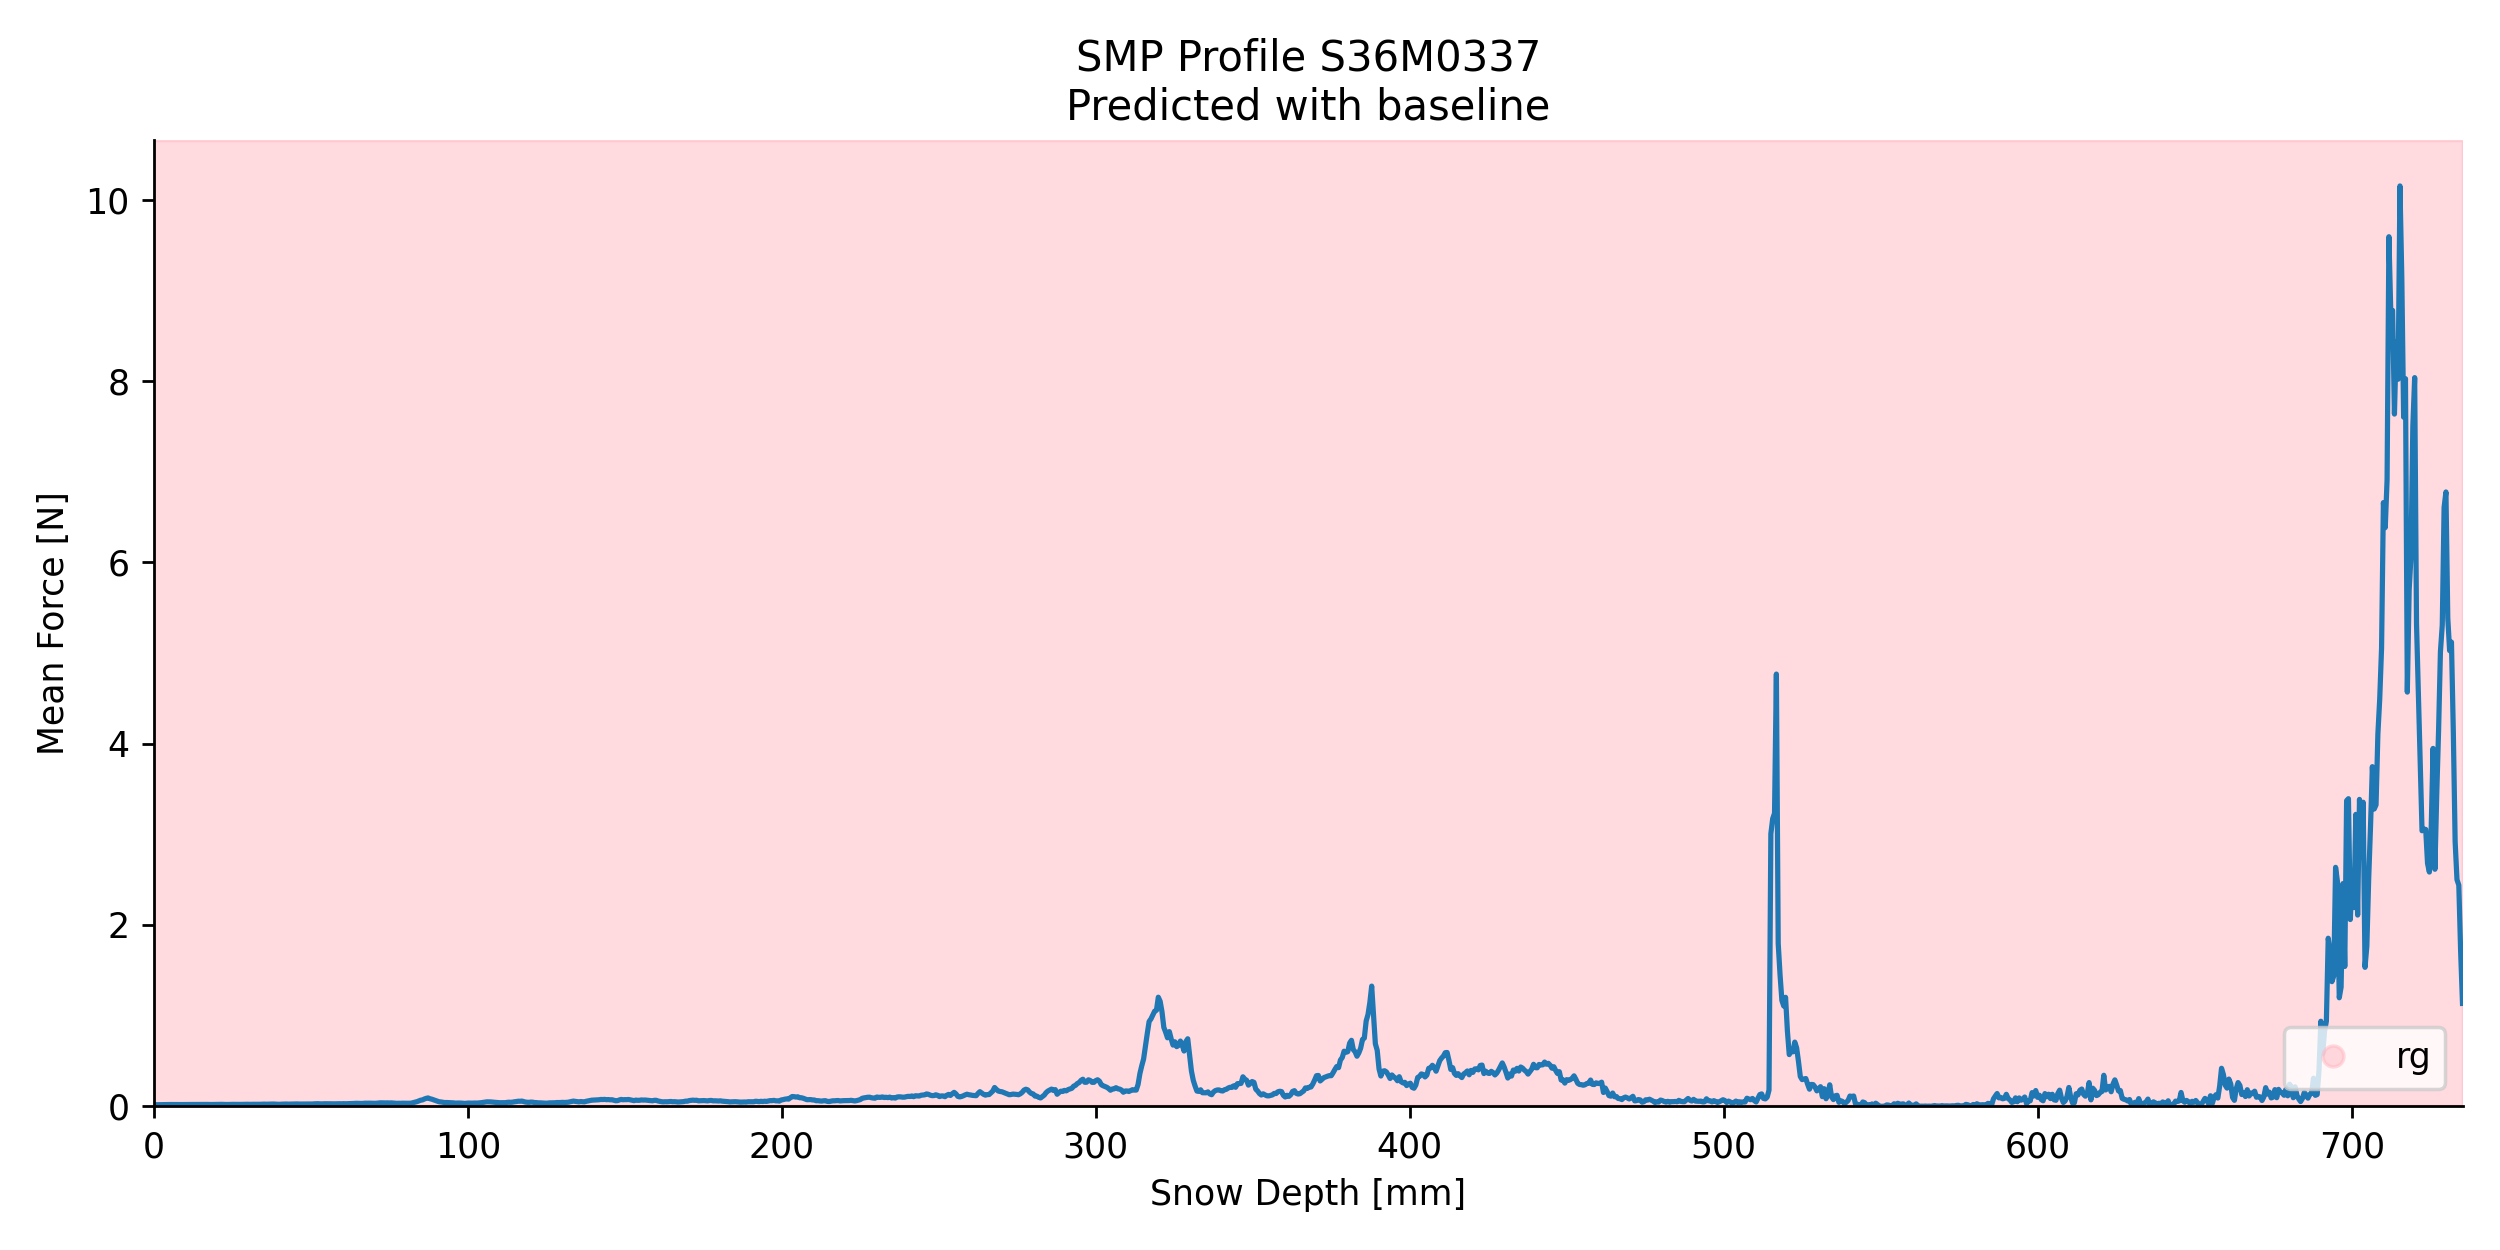 SMP Profile S36M0337
Predicted with baseline
Mean Force [N]
10
8
6
4
2
0
0 100 200 300 400 500 600 700
Snow Depth [mm]
rg